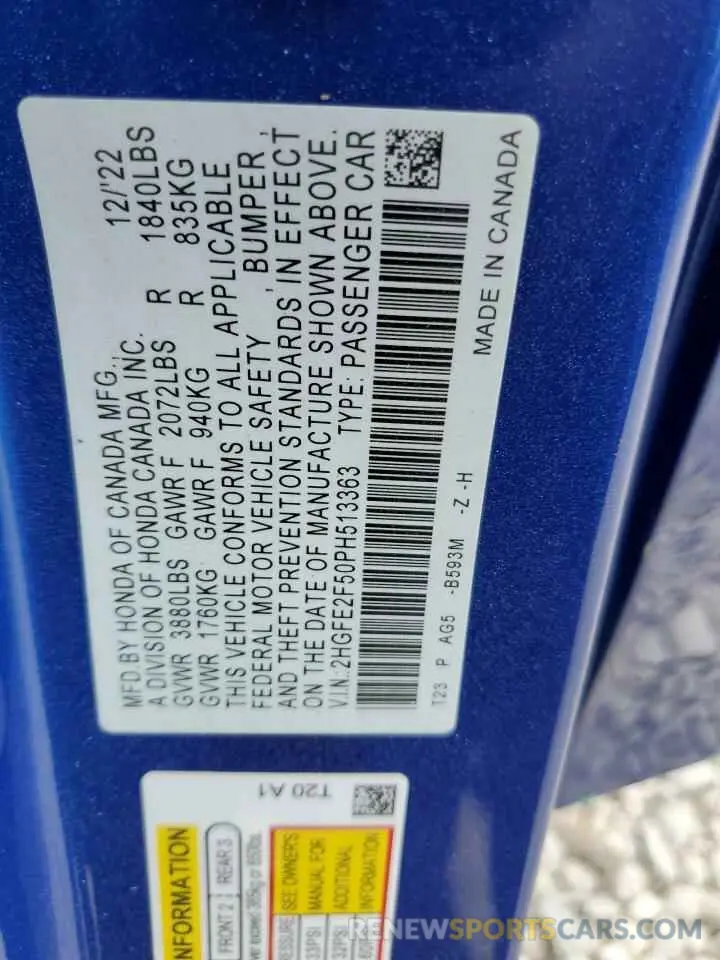 MFD BY HONDA OF CANADA MFG., 12/'22
A DIVISION OF HONDA CANADA INC.
GVWR 3880LBS GAWR F 2072LBS R 1840LBS
GVWR 1760KG GAWR F 940KG R 835KG
THIS VEHICLE CONFORMS TO ALL APPLICABLE
FEDERAL MOTOR VEHICLE SAFETY , BUMPER ,
AND THEFT PREVENTION STANDARDS IN EFFECT
ON THE DATE OF MANUFACTURE SHOWN ABOVE.
V.I.N.:2HGFE2F50PH513363 TYPE: PASSENGER CAR
T23 P AG5 -B593M -Z -H
MADE IN CANADA
T20 A1
NFORMATION
FRONT 2 REAR 3
SEE OWNER'S
MANUAL FOR
ADDITIONAL
INFORMATION
33PSI
RENEWSPORTSCARS.COM